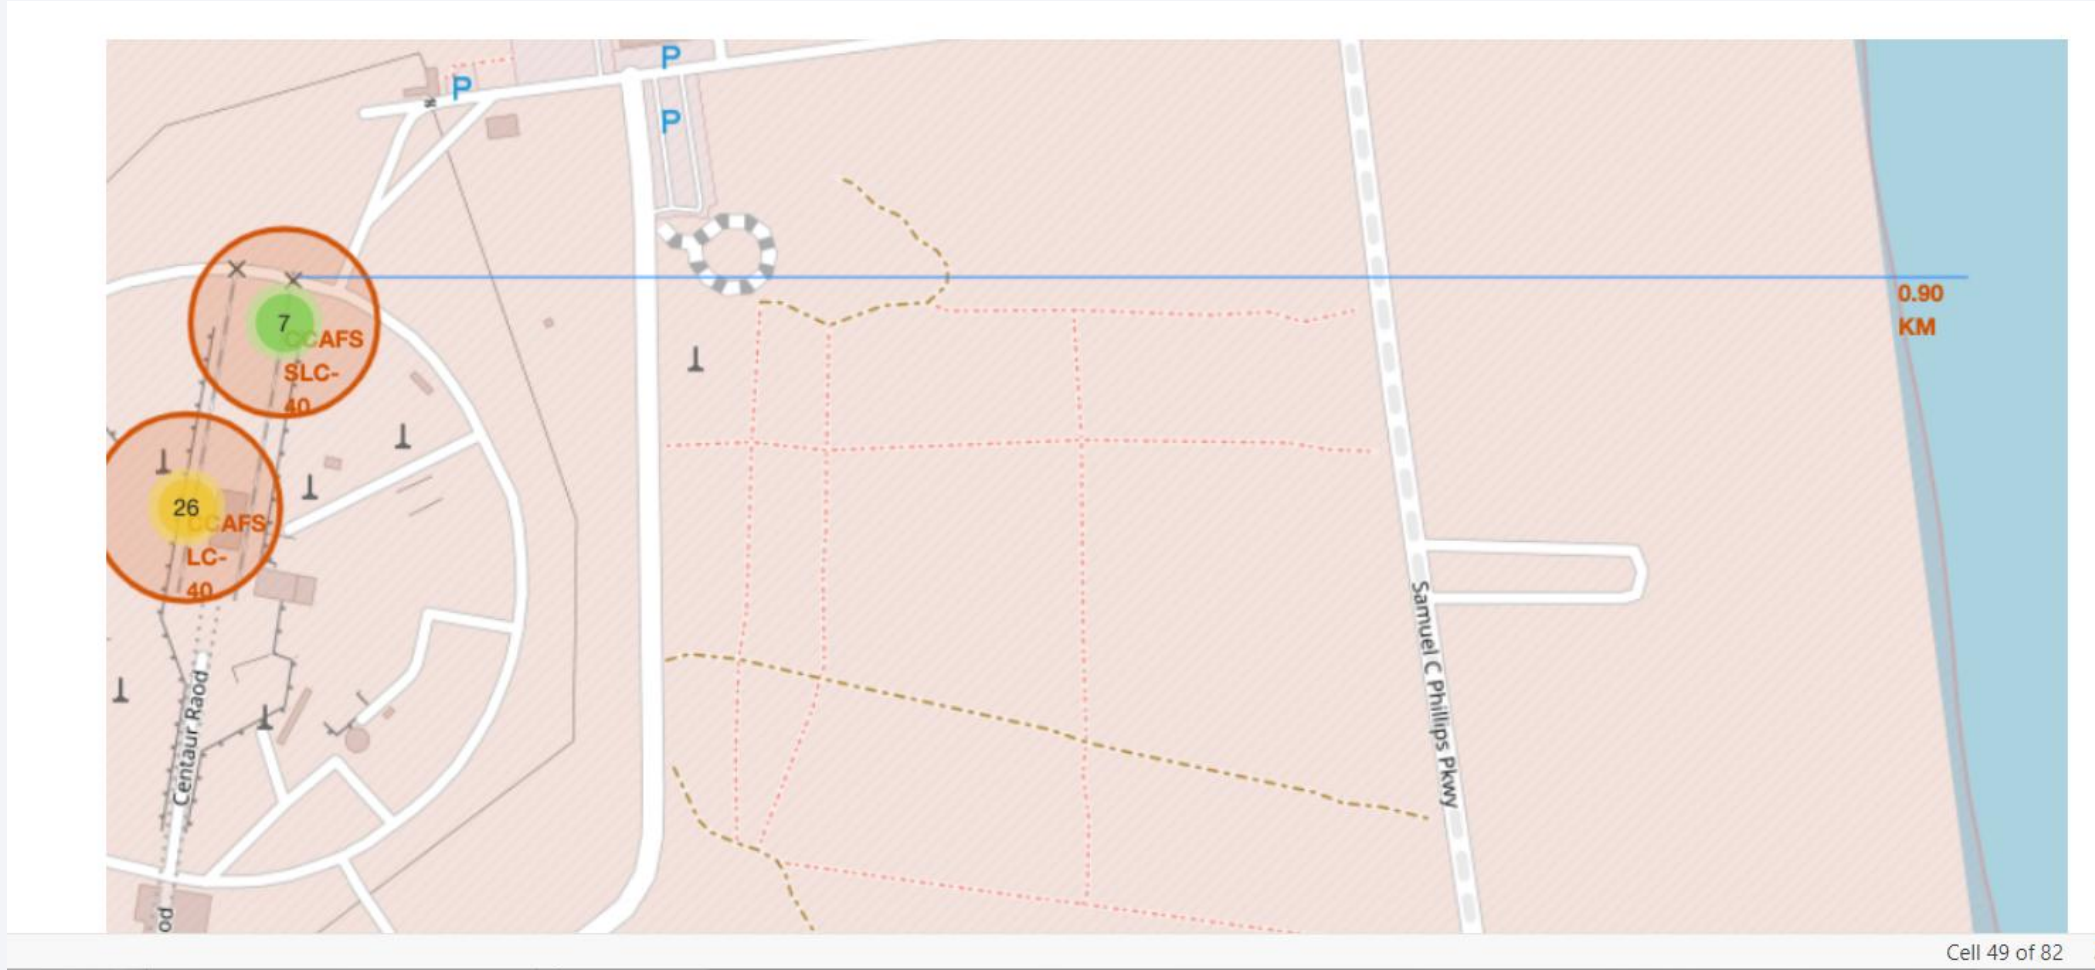 P
P
P
0.90
KM
7
CCAFS
SLC-
40
26
CCAFS
LC-
40
Samuel C Phillips Pkwy
Centaur Raod
od
Cell 49 of 82